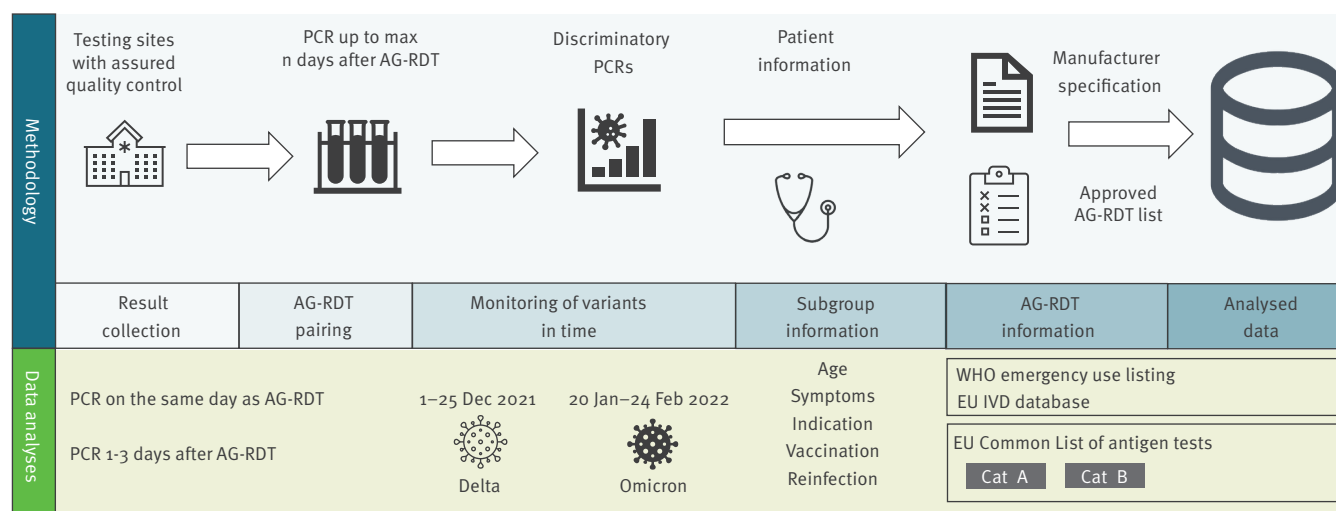 Methodology
Testing sites
with assured
quality control
PCR up to max
n days after AG-RDT
Discriminatory
PCRs
Patient
information
Manufacturer
specification
Approved
AG-RDT list
Result
collection
AG-RDT
pairing
Monitoring of variants
in time
Subgroup
information
AG-RDT
information
Analysed
data
Data analyses
PCR on the same day as AG-RDT
PCR 1-3 days after AG-RDT
1–25 Dec 2021
Delta
20 Jan–24 Feb 2022
Omicron
Age
Symptoms
Indication
Vaccination
Reinfection
WHO emergency use listing
EU IVD database
EU Common List of antigen tests
Cat A
Cat B